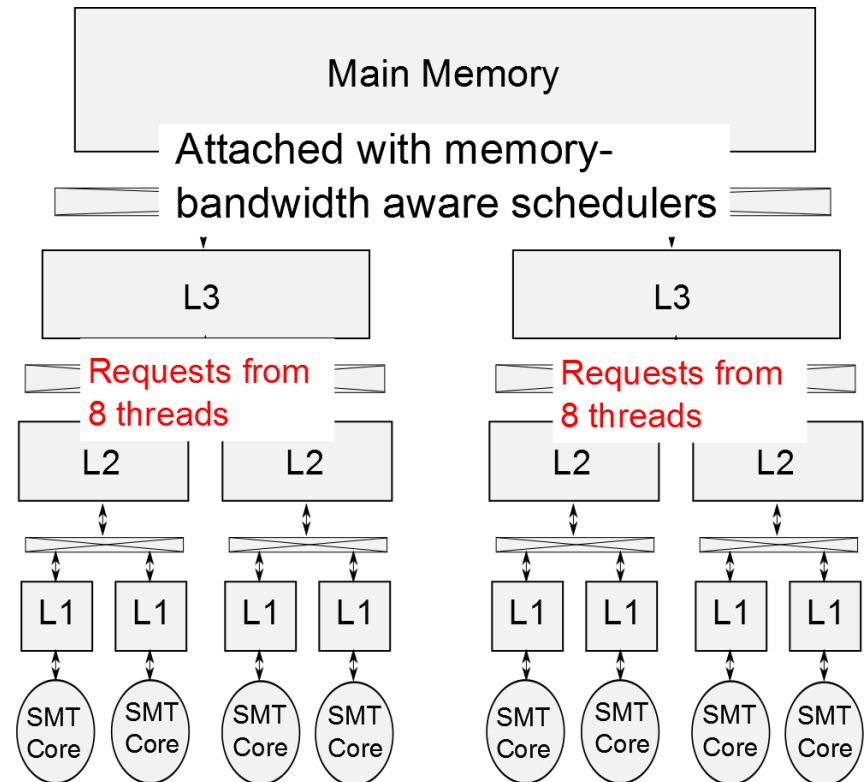 Main Memory
Attached with memory-
bandwidth aware schedulers
L3
L3
Requests from
8 threads
Requests from
8 threads
L2
L2
L2
L2
L1
L1
L1
L1
L1
L1
L1
L1
SMT
Core
SMT
Core
SMT
Core
SMT
Core
SMT
Core
SMT
Core
SMT
Core
SMT
Core